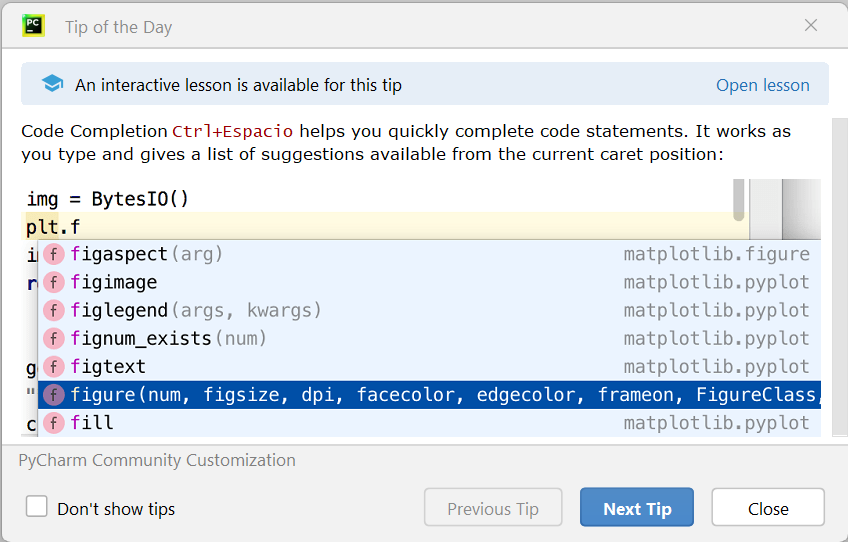 PC
Tip of the Day
An interactive lesson is available for this tip
Open lesson
Code Completion Ctrl+Espacio helps you quickly complete code statements. It works as
you type and gives a list of suggestions available from the current caret position:
img = BytesIO()
plt.f
f figaspect(arg) matplotlib.figure
f figimage matplotlib.pyplot
f figlegend(args, kwargs) matplotlib.pyplot
f fignum_exists(num) matplotlib.pyplot
f figtext matplotlib.pyplot
f figure(num, figsize, dpi, facecolor, edgecolor, frameon, FigureClass,
c f fill matplotlib.pyplot
PyCharm Community Customization
Don't show tips
Previous Tip
Next Tip
Close